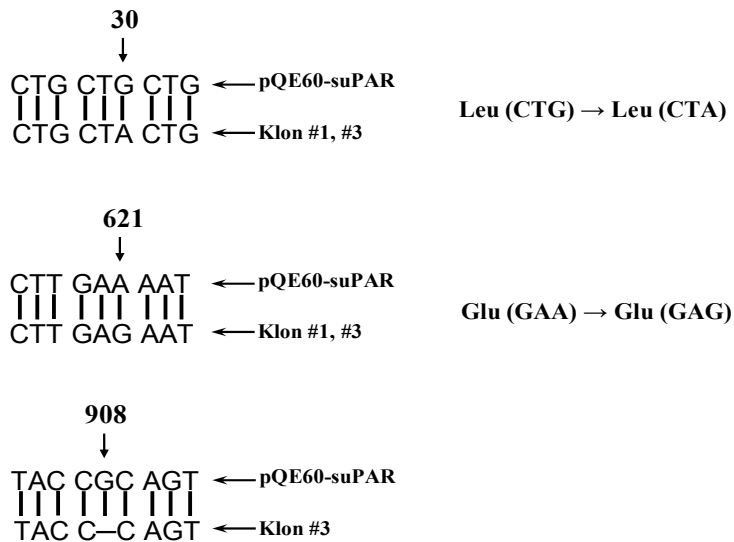 30
CTG CTG CTG ← pQE60-suPAR
CTG CTA CTG ← Klon #1, #3
Leu (CTG) → Leu (CTA)
621
CTT GAA AAT ← pQE60-suPAR
CTT GAG AAT ← Klon #1, #3
Glu (GAA) → Glu (GAG)
908
TAC CGC AGT ← pQE60-suPAR
TAC C–C AGT ← Klon #3